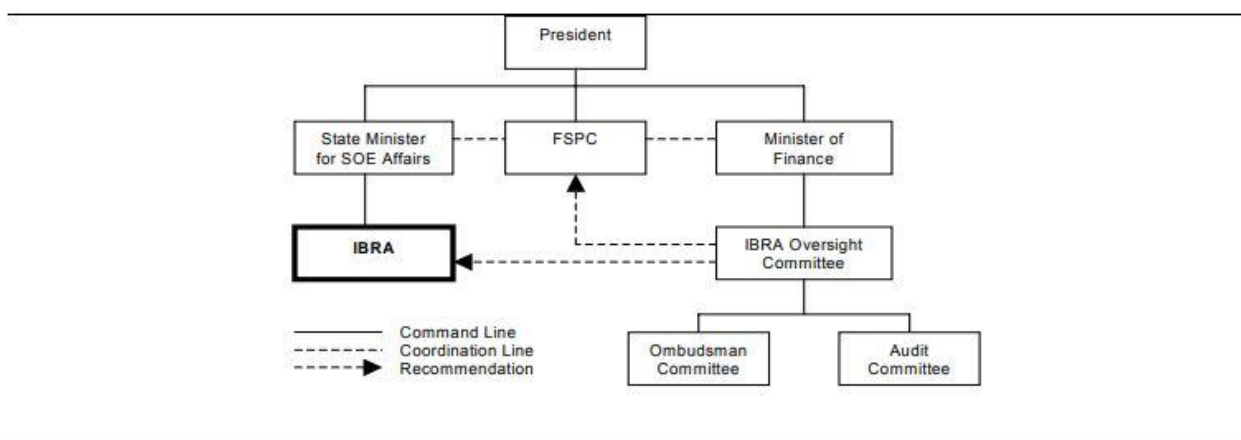 President
State Minister
for SOE Affairs
FSPC
Minister of
Finance
IBRA
IBRA Oversight
Committee
Command Line
Coordination Line
Recommendation
Ombudsman
Committee
Audit
Committee